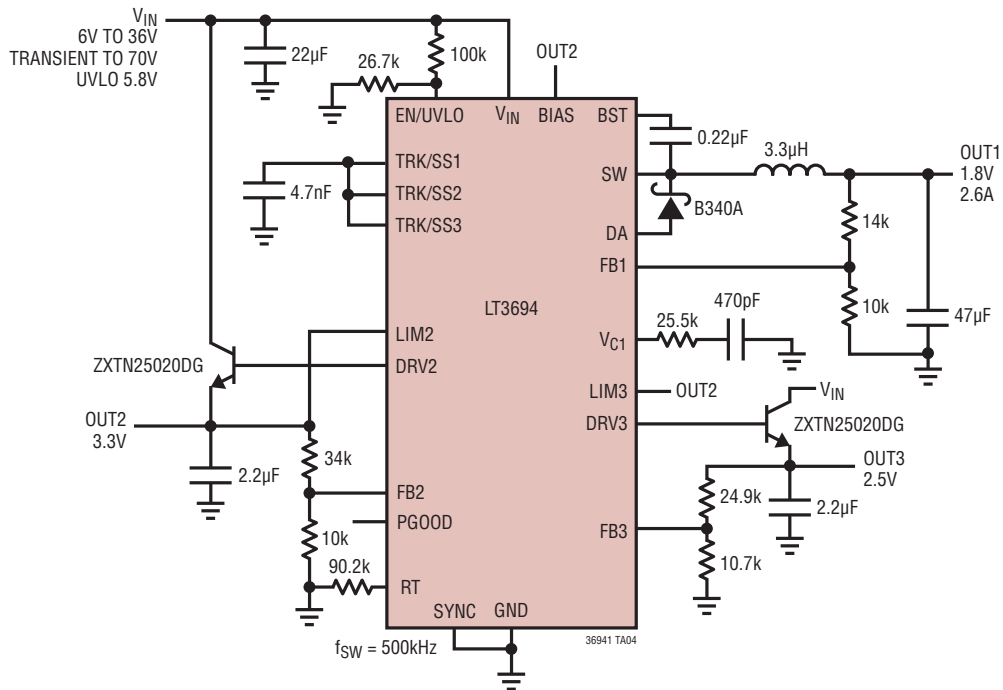 VIN
6V TO 36V
TRANSIENT TO 70V
UVLO 5.8V
22µF
26.7k
100k
OUT2
EN/UVLO
VIN
BIAS
BST
0.22µF
3.3µH
OUT1
1.8V
2.6A
TRK/SS1
TRK/SS2
TRK/SS3
4.7nF
SW
B340A
DA
14k
FB1
LT3694
10k
47µF
470pF
25.5k
VC1
LIM2
ZXTN25020DG
DRV2
LIM3
OUT2
VIN
DRV3
ZXTN25020DG
OUT2
3.3V
OUT3
2.5V
34k
2.2µF
FB2
24.9k
2.2µF
PGOOD
10k
FB3
10.7k
90.2k
RT
SYNC
GND
fSW = 500kHz
36941 TA04